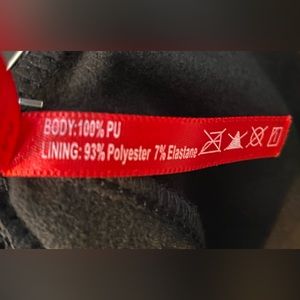 BODY:100% PU
LINING: 93% Polyester 7% Elastane